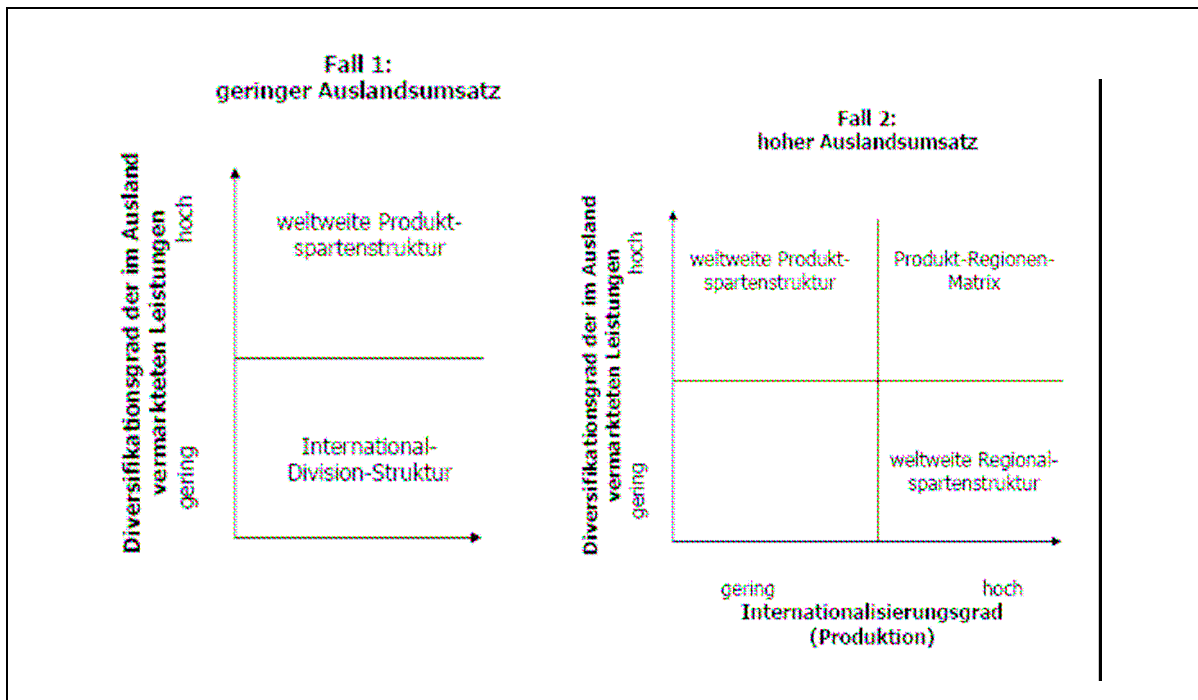 Fall 1:
geringer Auslandsumsatz
Diversifikationsgrad der im Ausland
vermarkteten Leistungen
hoch
gering
weltweite Produkt-
spartenstruktur
International-
Division-Struktur
Fall 2:
hoher Auslandsumsatz
Diversifikationsgrad der im Ausland
vermarkteten Leistungen
hoch
gering
weltweite Produkt-
spartenstruktur
Produkt-Regionen-
Matrix
weltweite Regional-
spartenstruktur
gering
hoch
Internationalisierungsgrad
(Produktion)